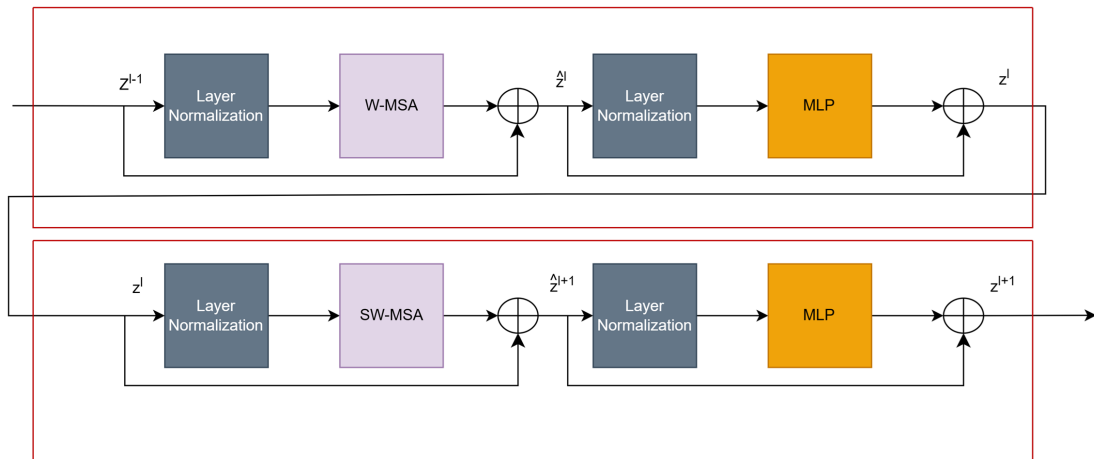 Z^l-1
Layer
Normalization
W-MSA
ẑ^l
Layer
Normalization
MLP
z^l
z^l
Layer
Normalization
SW-MSA
ẑ^l+1
Layer
Normalization
MLP
z^l+1